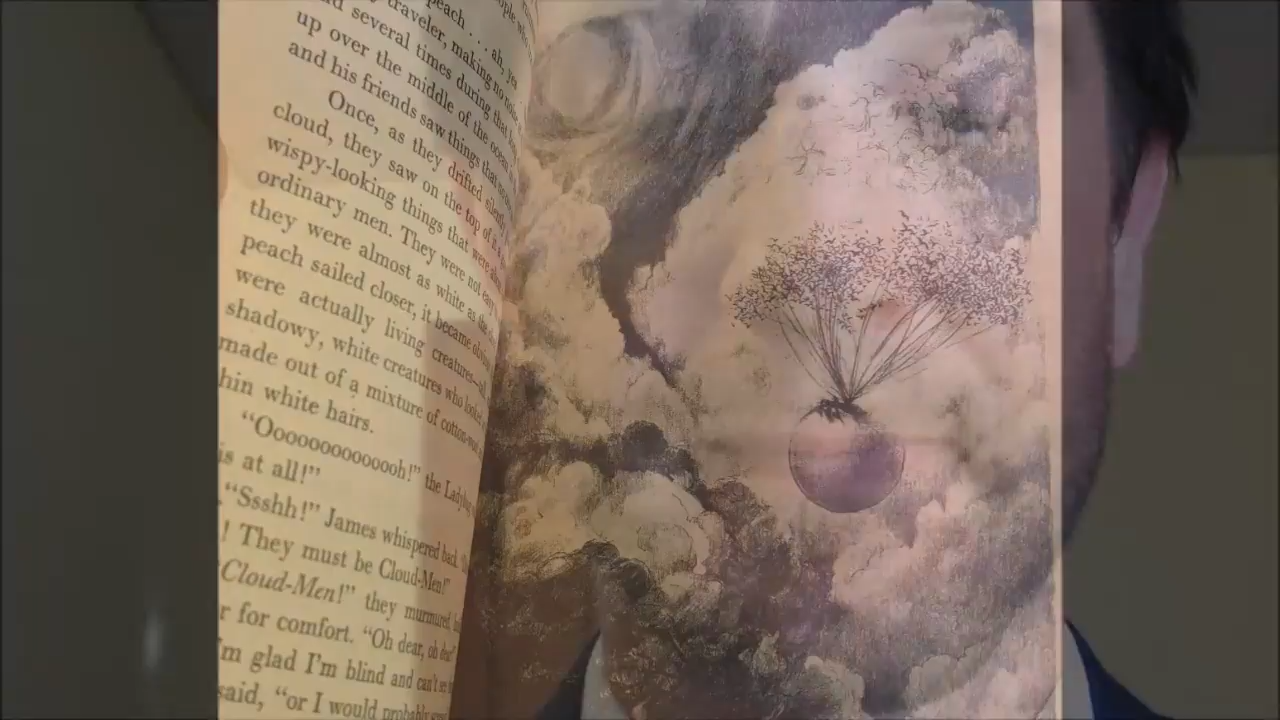 peach . . . ah, yes
traveler, making no
several times during that
up over the middle of the ocean
and his friends saw things that
Once, as they drifted silently
cloud, they saw on the top of it a
wispy-looking things that were
ordinary men. They were not easy
they were almost as white as the
peach sailed closer, it became
were actually living creatures—
shadowy, white creatures who looked
made out of a mixture of cotton-
hin white hairs.
“Ooooooooooooh!” the
is at all!”
“Ssshh!” James whispered back.
! They must be Cloud-Men!”
Cloud-Men!” they murmured,
r for comfort. “Oh dear, oh dear!”
’m glad I’m blind and can’t see
said, “or I would probably